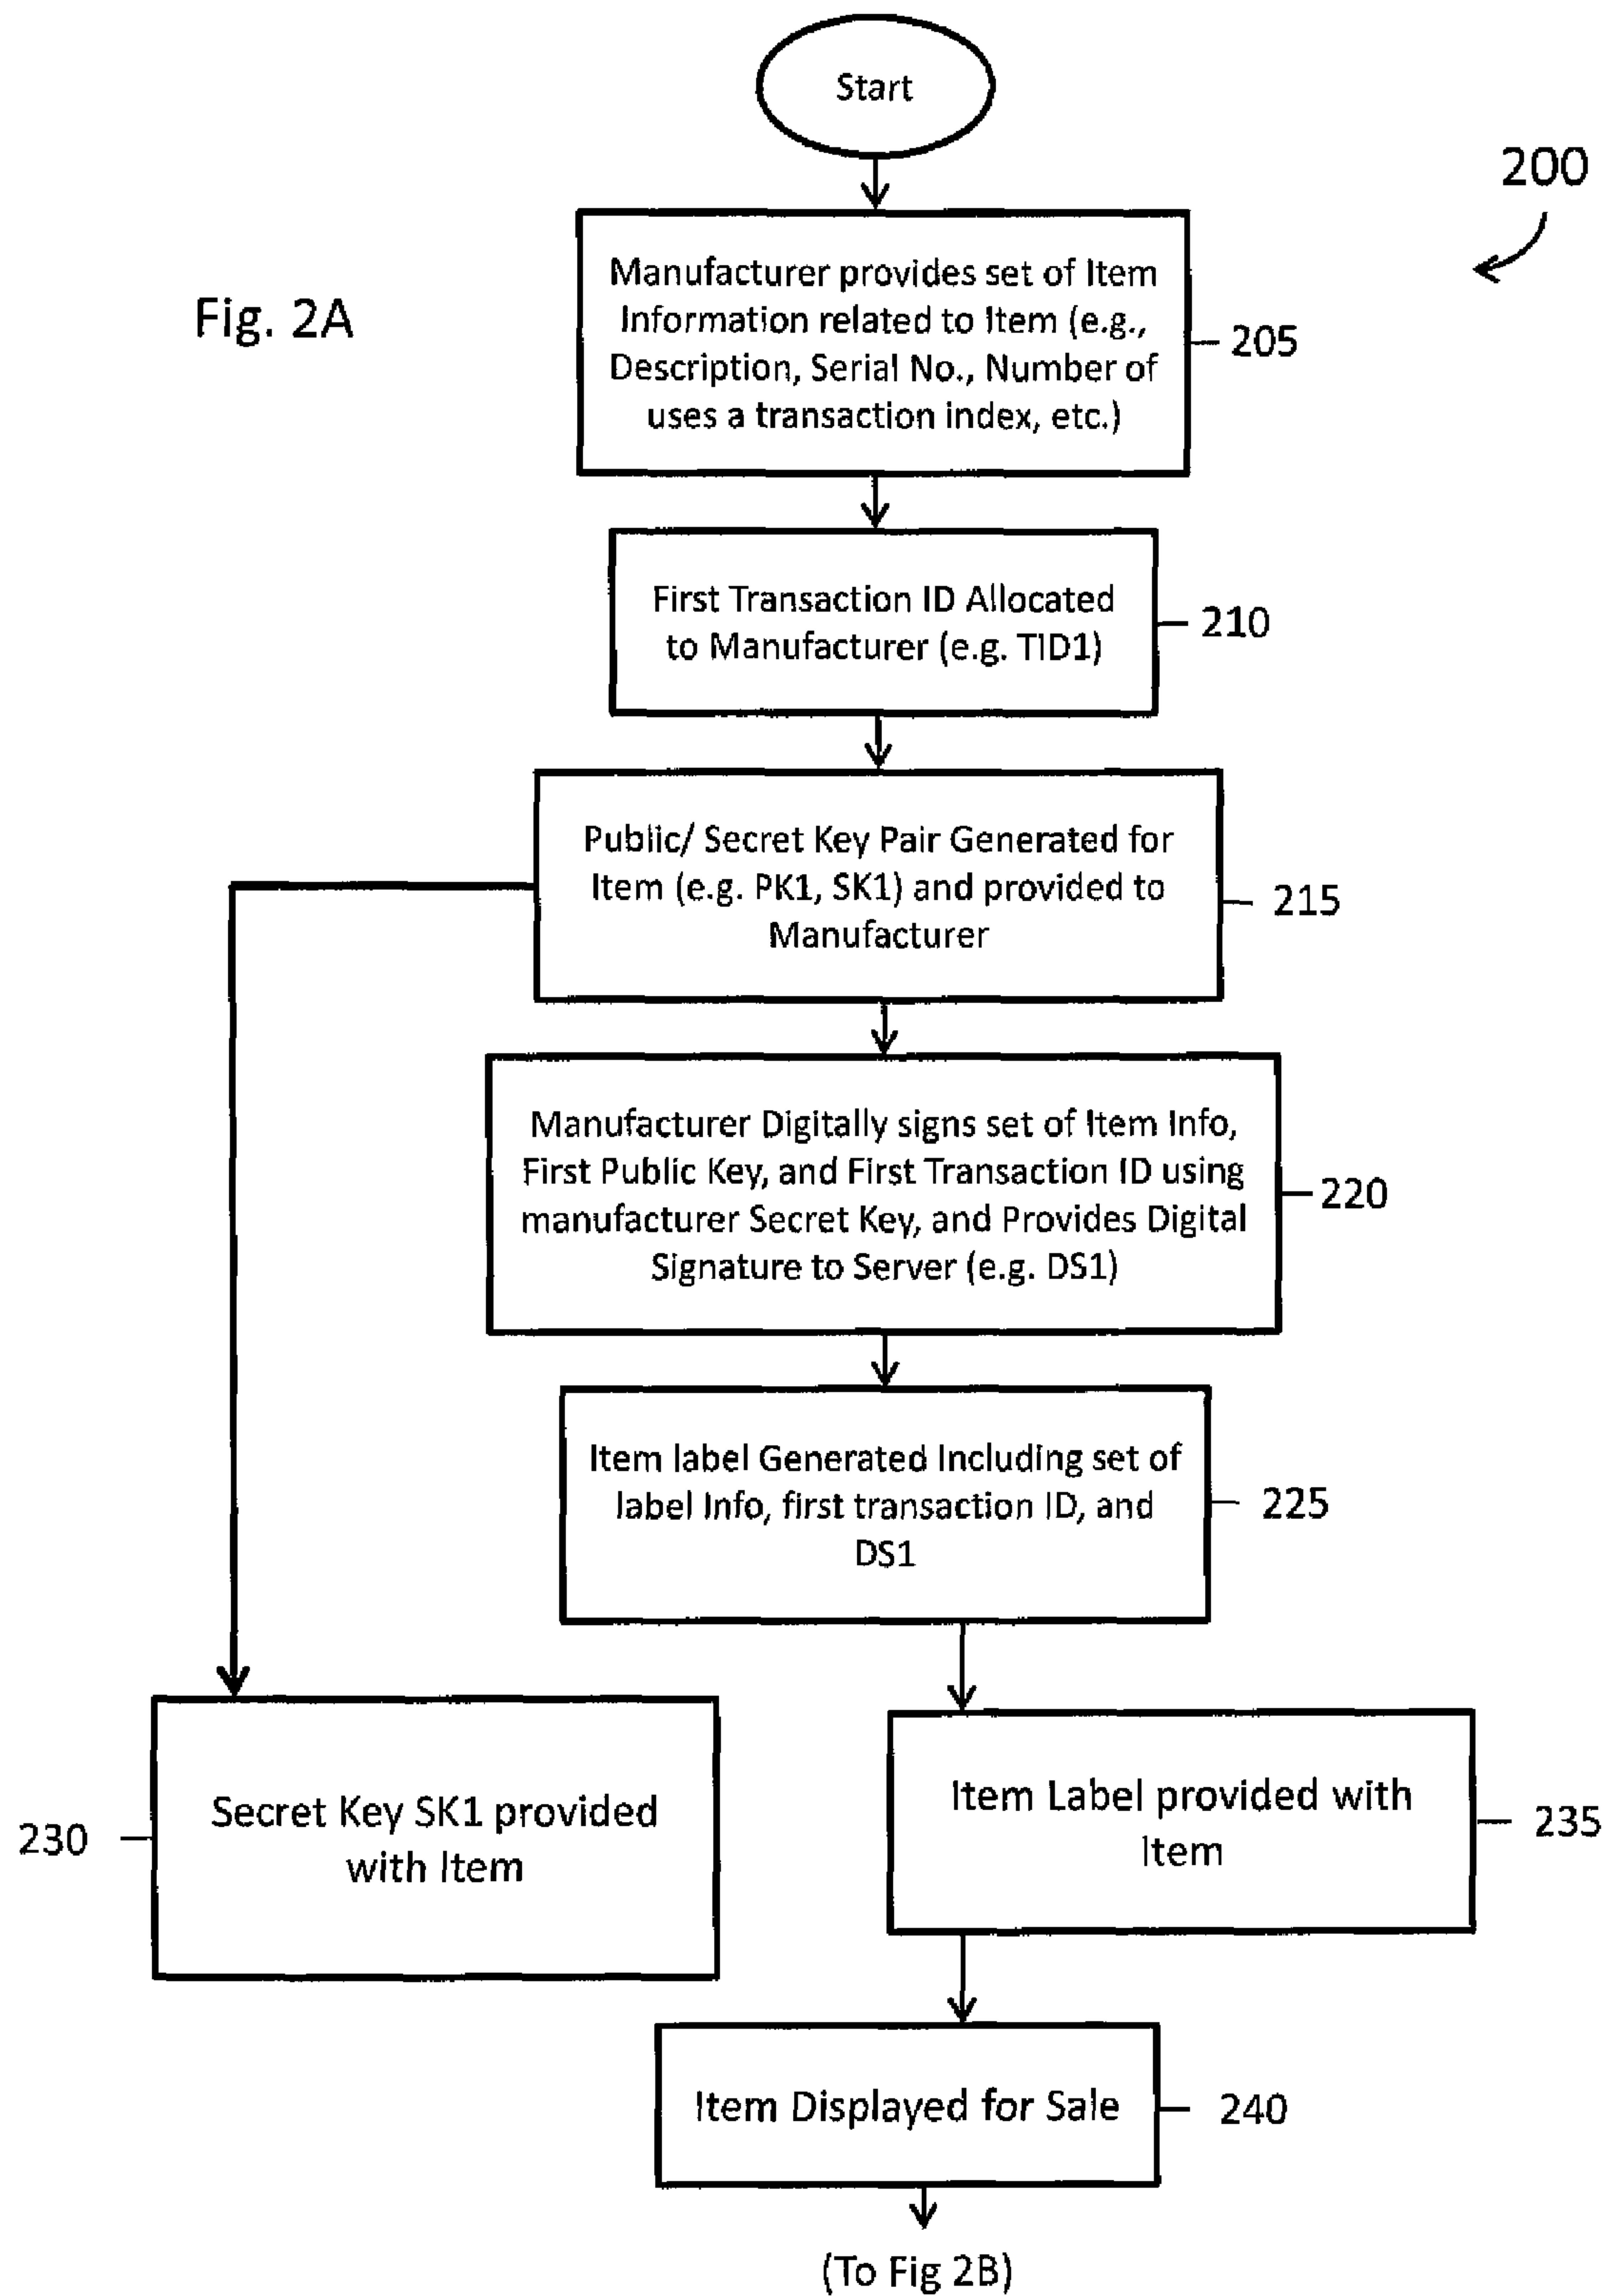 Start
200
Fig. 2A
Manufacturer provides set of Item
Information related to Item (e.g.,
Description, Serial No., Number of
uses a transaction index, etc.)
205
First Transaction ID Allocated
to Manufacturer (e.g. TID1)
210
Public/ Secret Key Pair Generated for
Item (e.g. PK1, SK1) and provided to
Manufacturer
215
Manufacturer Digitally signs set of Item Info,
First Public Key, and First Transaction ID using
manufacturer Secret Key, and Provides Digital
Signature to Server (e.g. DS1)
220
Item label Generated Including set of
label Info, first transaction ID, and
DS1
225
230
Secret Key SK1 provided
with Item
Item Label provided with
Item
235
Item Displayed for Sale
240
(To Fig 2B)